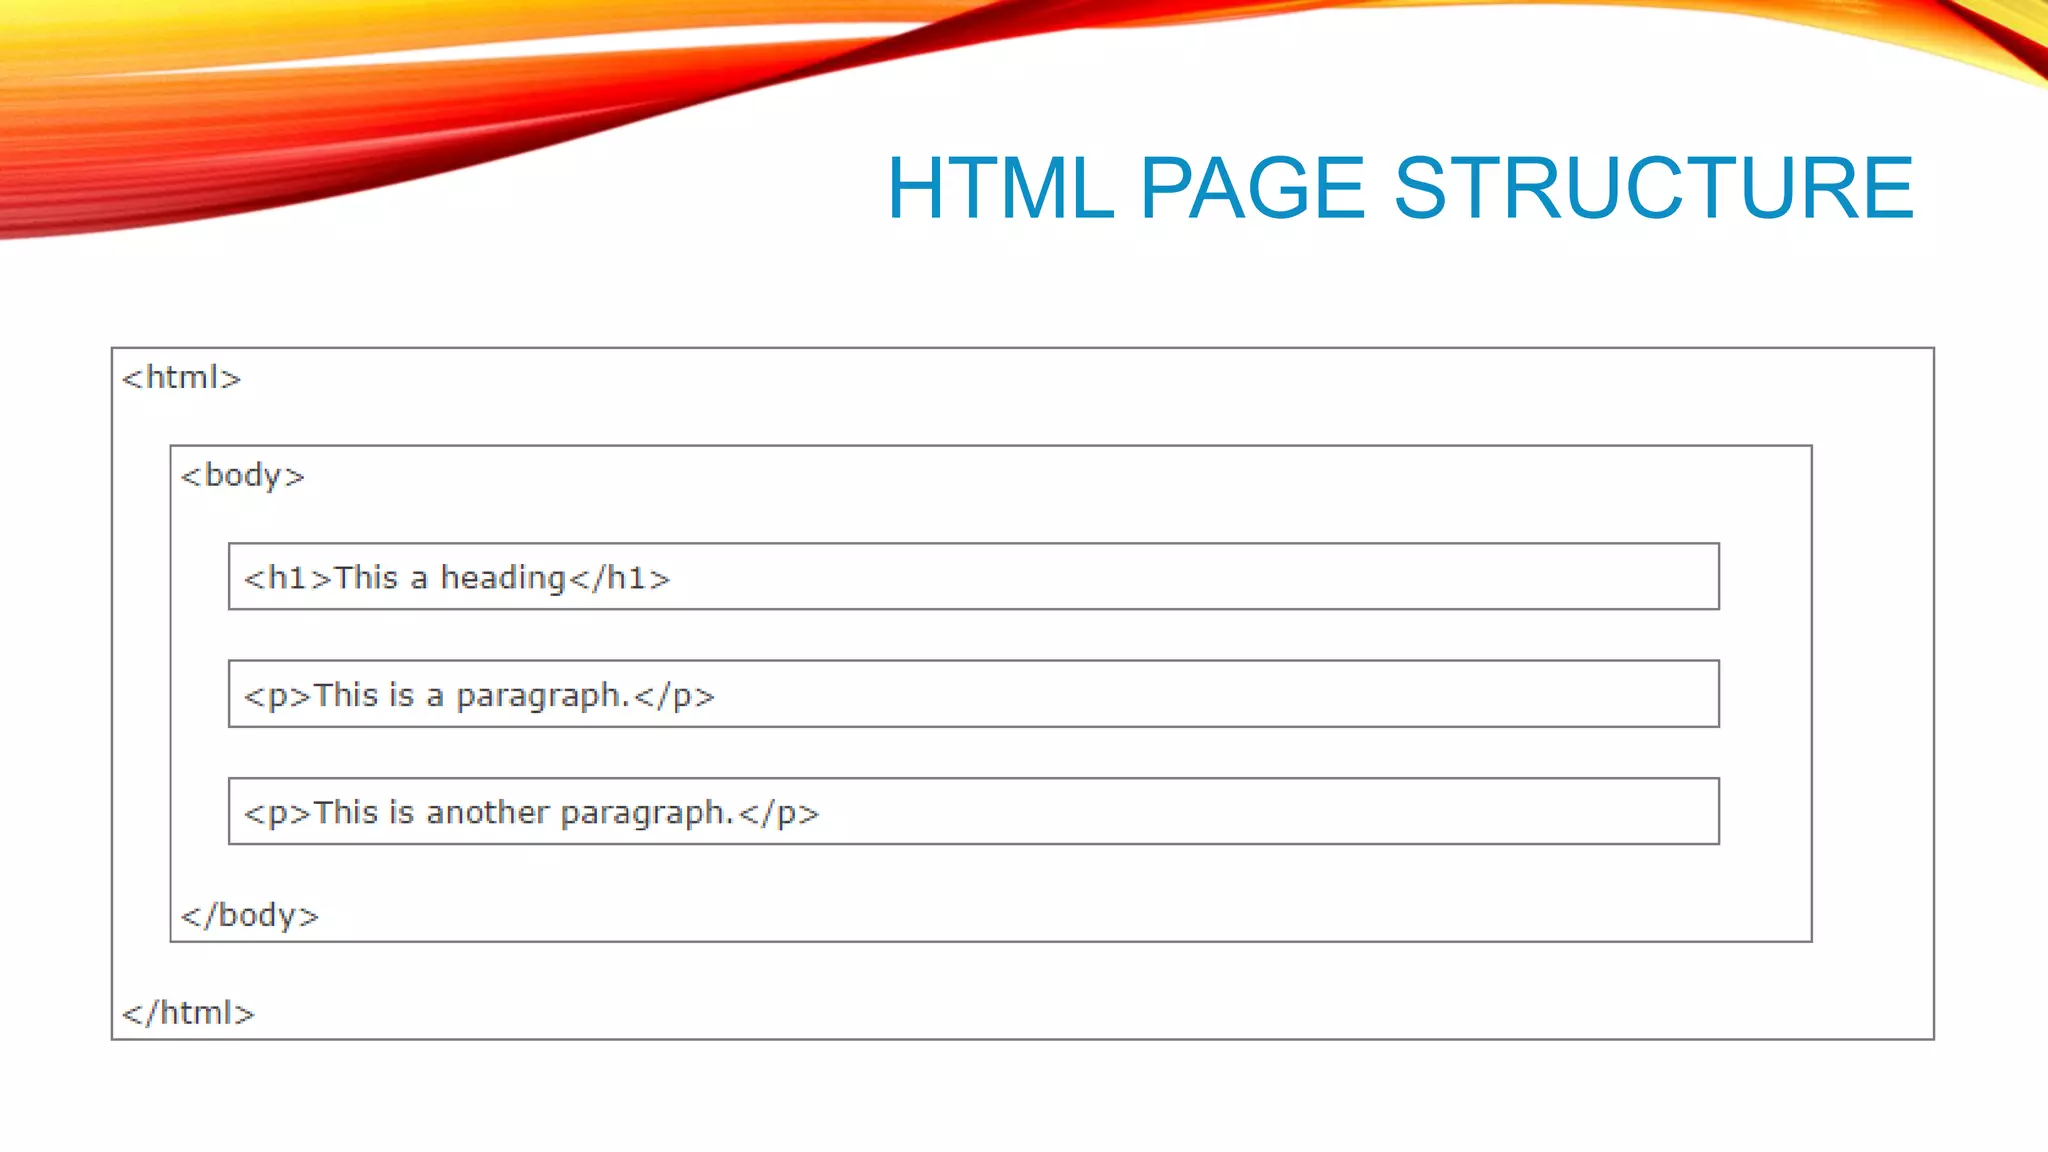 HTML PAGE STRUCTURE
<html>
<body>
<h1>This a heading</h1>
<p>This is a paragraph.</p>
<p>This is another paragraph.</p>
</body>
</html>